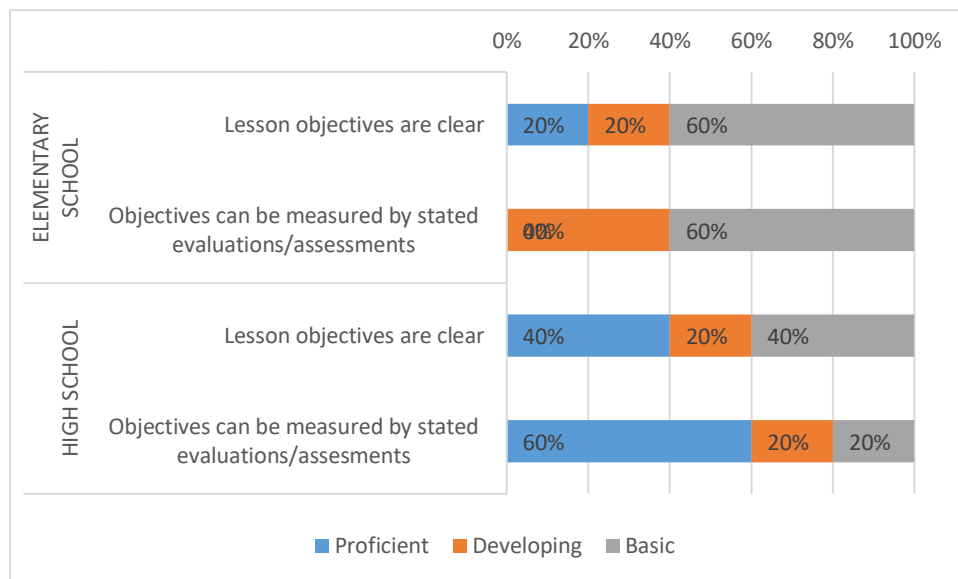 0% 20% 40% 60% 80% 100%
ELEMENTARY
SCHOOL
Lesson objectives are clear
20% 20% 60%
Objectives can be measured by stated
evaluations/assessments
0% 40% 60%
HIGH SCHOOL
Lesson objectives are clear
40% 20% 40%
Objectives can be measured by stated
evaluations/assesments
60% 20% 20%
Proficient Developing Basic